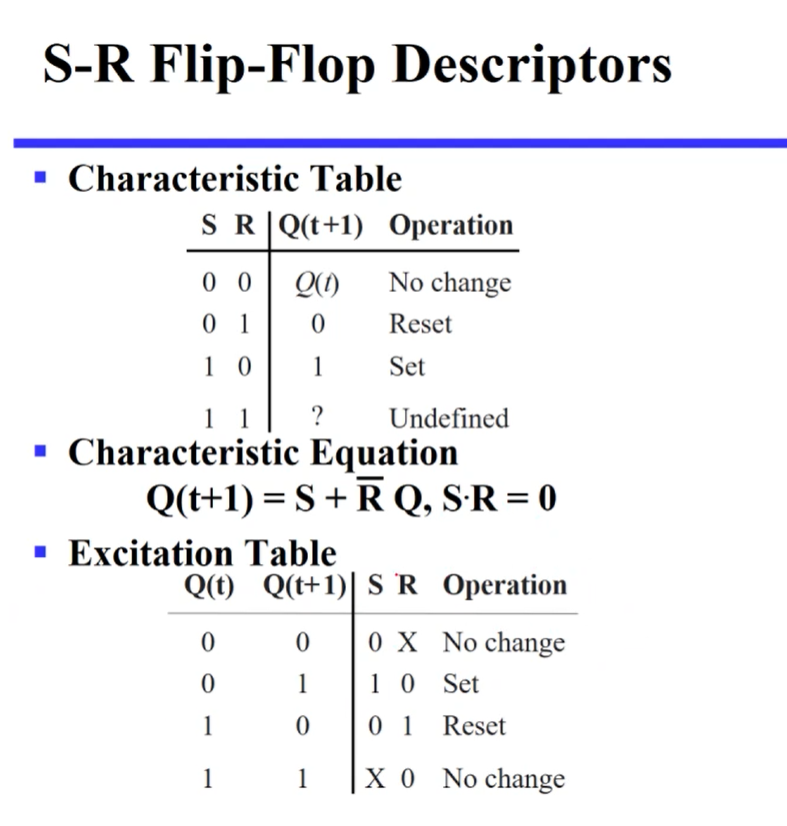 S-R Flip-Flop Descriptors
▪ Characteristic Table
S R Q(t+1) Operation
0 0 Q(t) No change
0 1 0 Reset
1 0 1 Set
1 1 ? Undefined
▪ Characteristic Equation
Q(t+1) = S + R̅ Q, S·R = 0
▪ Excitation Table
Q(t) Q(t+1) S R Operation
0 0 0 X No change
0 1 1 0 Set
1 0 0 1 Reset
1 1 X 0 No change